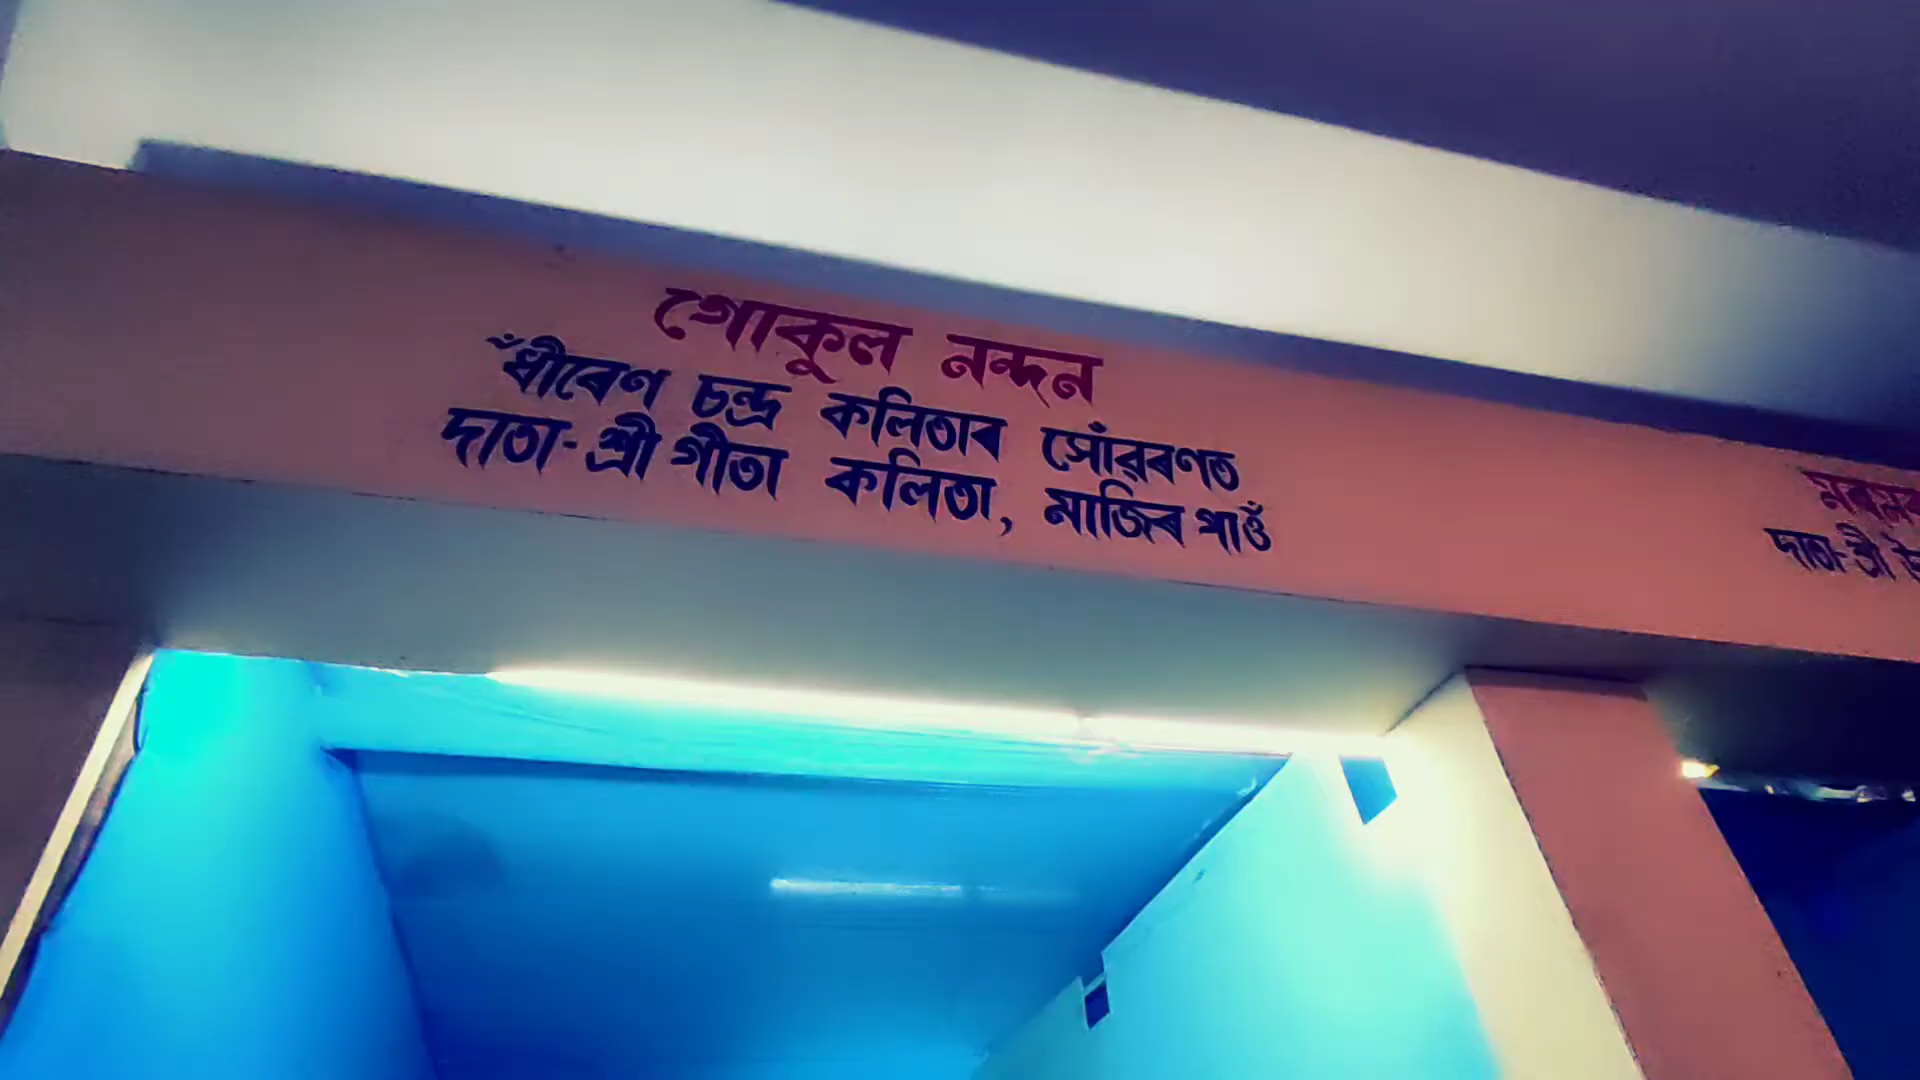 গোকুল নন্দন
ঁধীৰেণ চন্দ্ৰ কলিতাৰ সোঁৱৰণত
দাতা-শ্ৰী গীতা কলিতা, মাজিৰ গাওঁ
দাতা-শ্ৰী